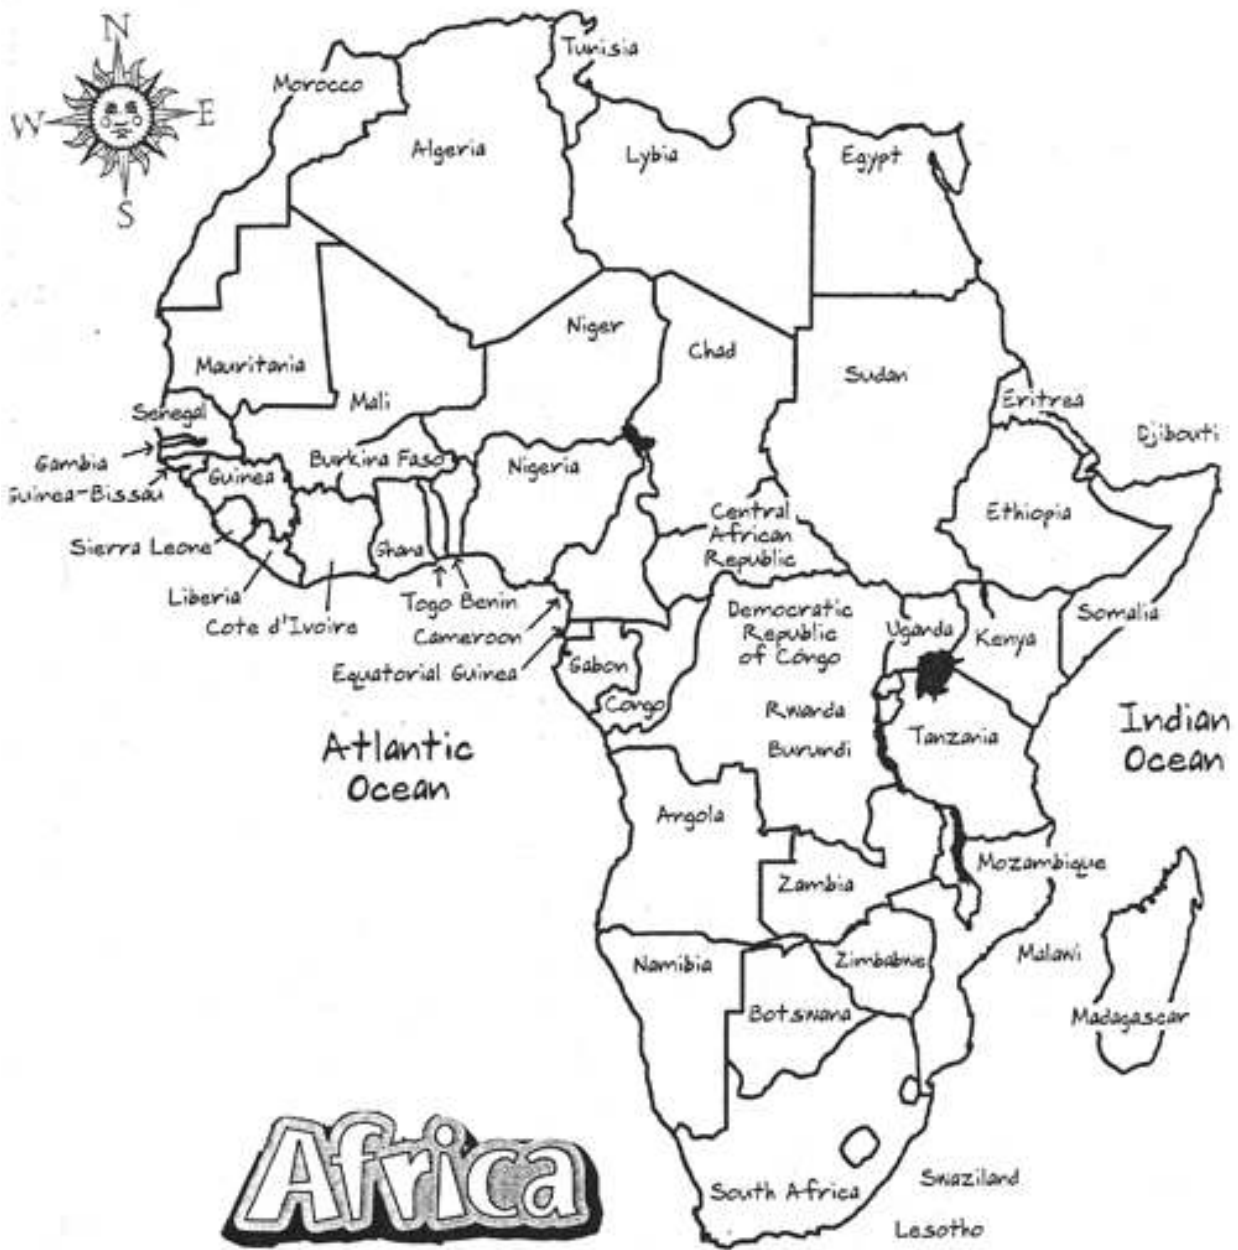 N
W
E
S
Tunisia
Morocco
Algeria
Lybia
Egypt
Niger
Chad
Sudan
Mauritania
Mali
Senegal
Eritrea
Djibouti
Gambia
Burkina Faso
Nigeria
Guinea
Guinea-Bissau
Ethiopia
Central
African
Republic
Sierra Leone
Ghana
Liberia
Togo Benin
Cote d'Ivoire
Cameroon
Democratic
Republic
of Congo
Uganda
Kenya
Somalia
Equatorial Guinea
Gabon
Congo
Rwanda
Burundi
Tanzania
Atlantic
Ocean
Indian
Ocean
Angola
Zambia
Mozambique
Namibia
Zimbabwe
Malawi
Botswana
Madagascar
South Africa
Swaziland
Lesotho
Africa